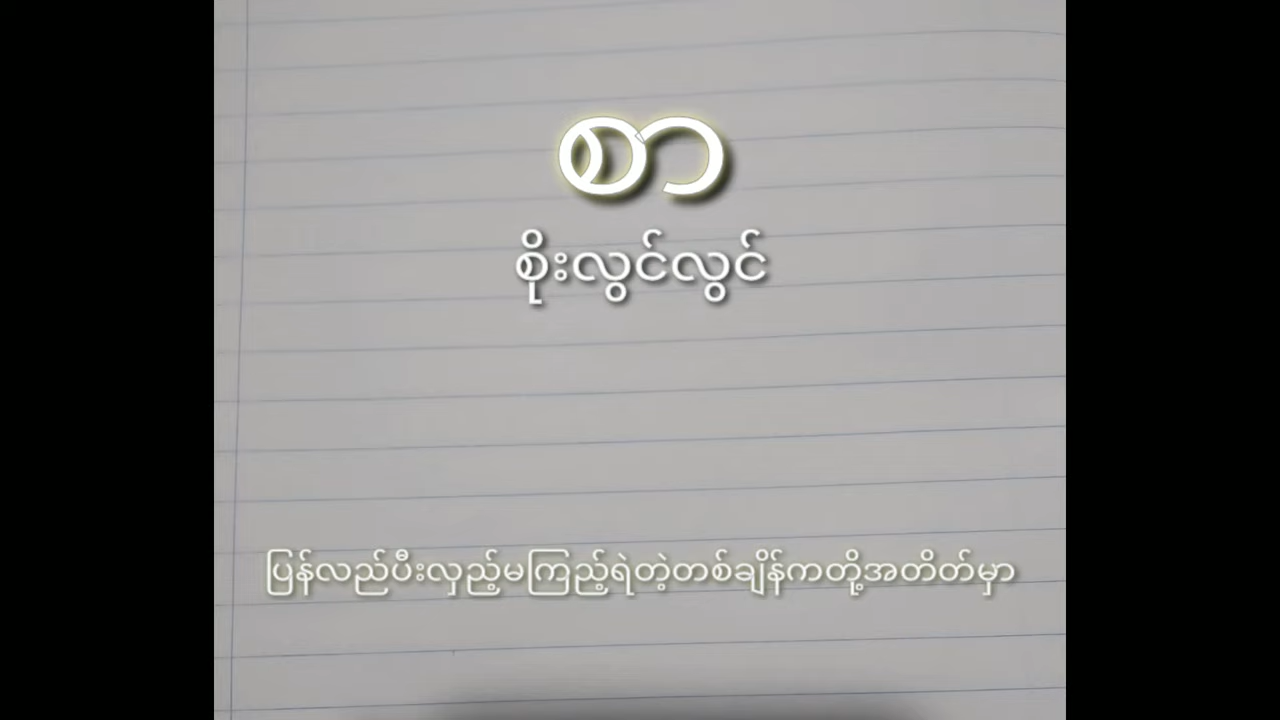 စာ
စိုးလွင်လွင်
ပြန်လည်ပီးလှည့်မကြည့်ရဲတဲ့တစ်ချိန်ကတို့အတိတ်မှာ